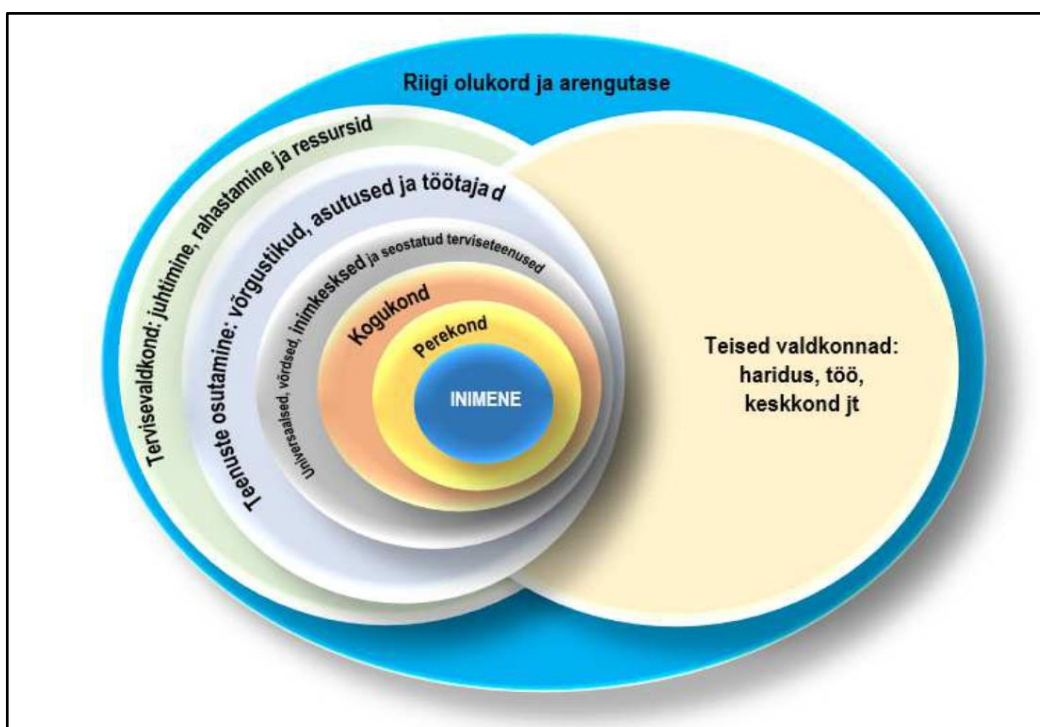 Riigi olukord ja arengutase
Tervisevaldkond: juhtimine, rahastamine ja ressursid
Teenuste osutamine: võrgustikud, asutused ja töötajad
Universaalsed, võrdsed, inimkesksed ja seostatud terviseteenused
Kogukond
Perekond
INIMENE
Teised valdkonnad:
haridus, töö,
keskkond jt